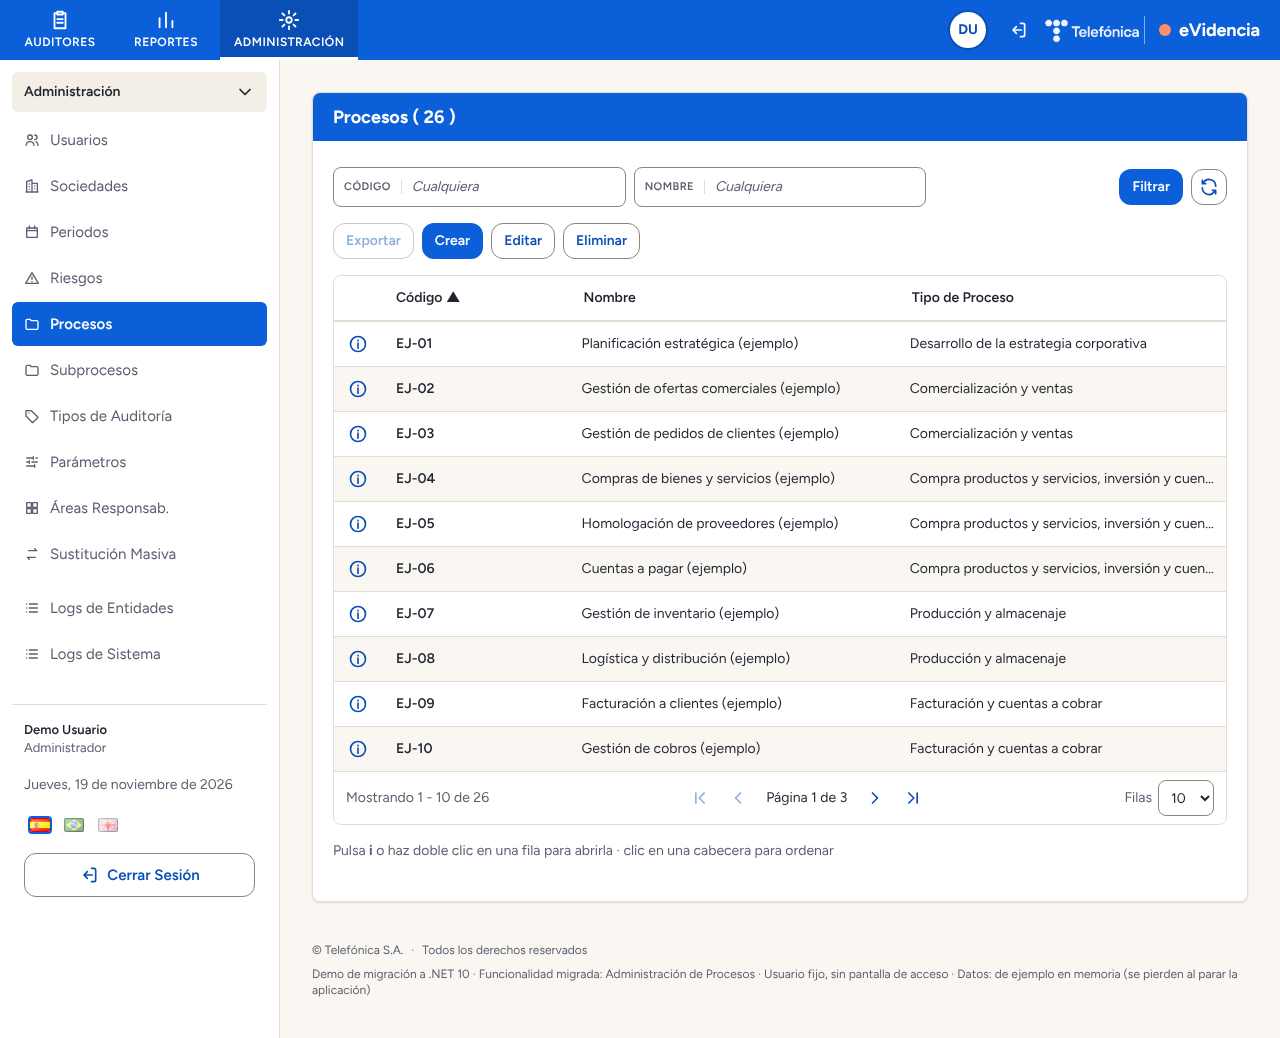 AUDITORES
REPORTES
ADMINISTRACIÓN
DU
Telefónica
eVidencia
Administración
Usuarios
Sociedades
Periodos
Riesgos
Procesos
Subprocesos
Tipos de Auditoría
Parámetros
Áreas Responsab.
Sustitución Masiva
Logs de Entidades
Logs de Sistema
Demo Usuario
Administrador
Jueves, 19 de noviembre de 2026
Cerrar Sesión
Procesos ( 26 )
CÓDIGO Cualquiera NOMBRE Cualquiera Filtrar
Exportar Crear Editar Eliminar
Código ▲ Nombre Tipo de Proceso
EJ-01 Planificación estratégica (ejemplo) Desarrollo de la estrategia corporativa
EJ-02 Gestión de ofertas comerciales (ejemplo) Comercialización y ventas
EJ-03 Gestión de pedidos de clientes (ejemplo) Comercialización y ventas
EJ-04 Compras de bienes y servicios (ejemplo) Compra productos y servicios, inversión y cuen...
EJ-05 Homologación de proveedores (ejemplo) Compra productos y servicios, inversión y cuen...
EJ-06 Cuentas a pagar (ejemplo) Compra productos y servicios, inversión y cuen...
EJ-07 Gestión de inventario (ejemplo) Producción y almacenaje
EJ-08 Logística y distribución (ejemplo) Producción y almacenaje
EJ-09 Facturación a clientes (ejemplo) Facturación y cuentas a cobrar
EJ-10 Gestión de cobros (ejemplo) Facturación y cuentas a cobrar
Mostrando 1 - 10 de 26 Página 1 de 3 Filas 10
Pulsa i o haz doble clic en una fila para abrirla · clic en una cabecera para ordenar
© Telefónica S.A. · Todos los derechos reservados
Demo de migración a .NET 10 · Funcionalidad migrada: Administración de Procesos · Usuario fijo, sin pantalla de acceso · Datos: de ejemplo en memoria (se pierden al parar la
aplicación)